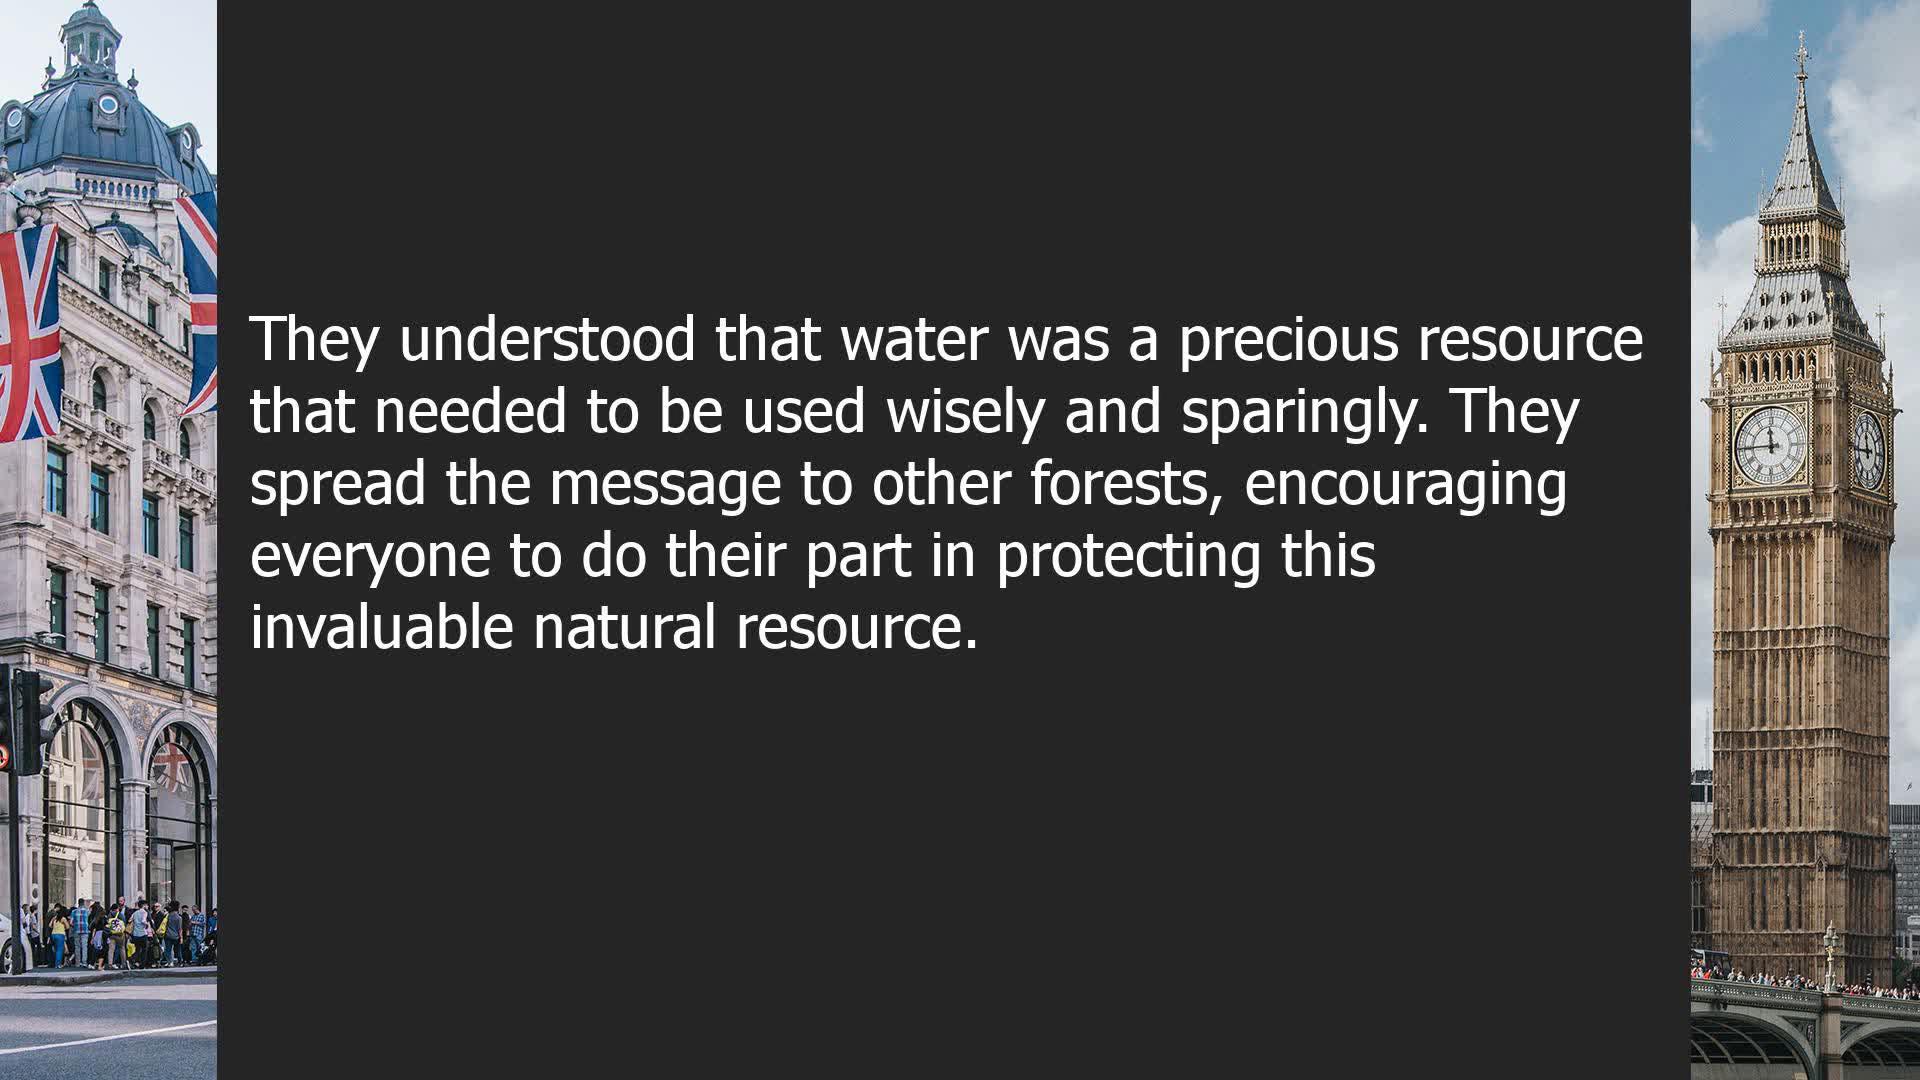 They understood that water was a precious resource
that needed to be used wisely and sparingly. They
spread the message to other forests, encouraging
everyone to do their part in protecting this
invaluable natural resource.